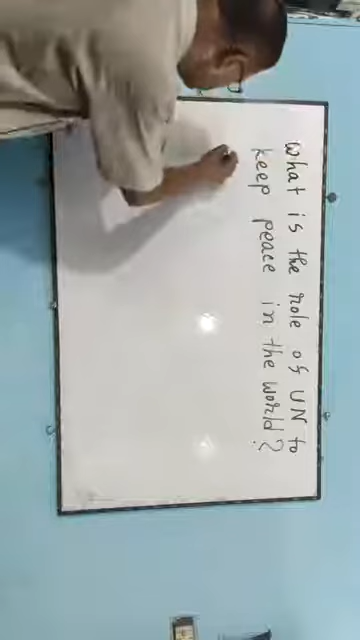 What is the role of UN to
keep peace in the world?